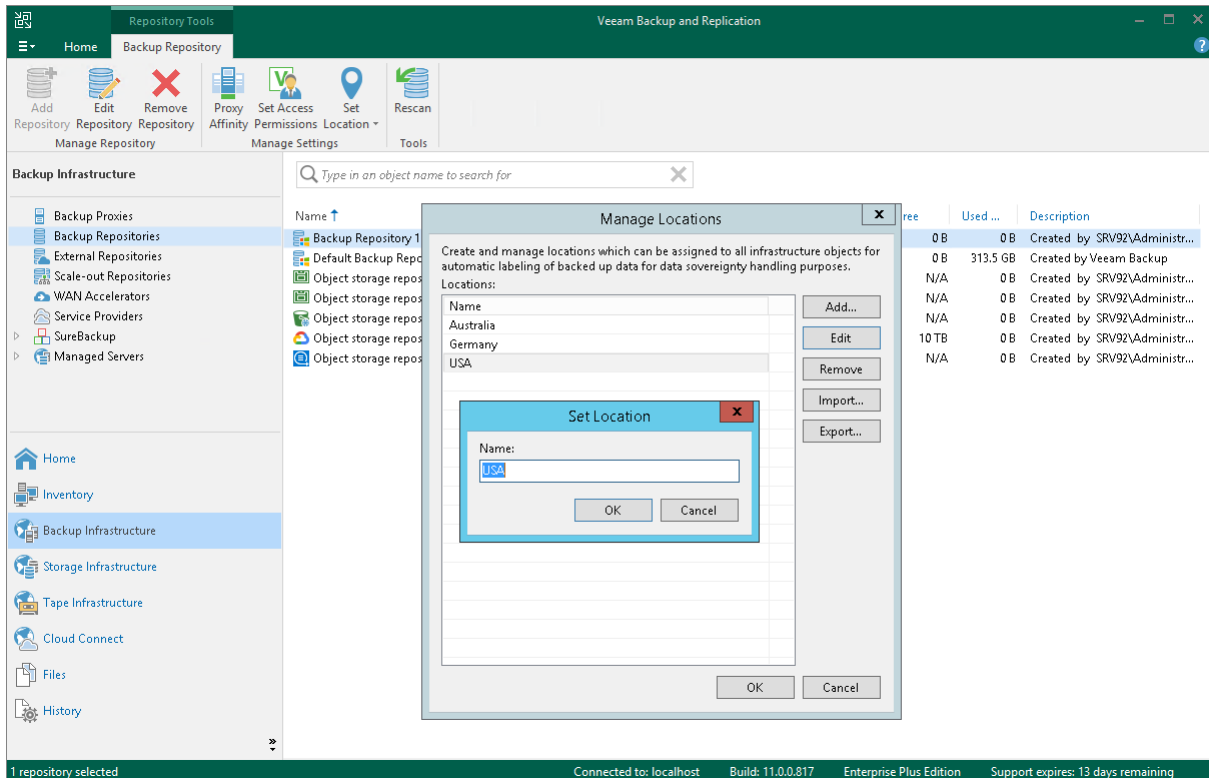 Repository Tools
Veeam Backup and Replication
Home Backup Repository
Add Repository
Edit Repository
Remove Repository
Proxy Affinity
Set Access Permissions
Set Location
Rescan
Manage Repository Manage Settings Tools
Backup Infrastructure
Type in an object name to search for
Backup Proxies
Backup Repositories
External Repositories
Scale-out Repositories
WAN Accelerators
Service Providers
SureBackup
Managed Servers
Home
Inventory
Backup Infrastructure
Storage Infrastructure
Tape Infrastructure
Cloud Connect
Files
History
Name ree Used ... Description
Backup Repository 1 0 B 0 B Created by SRV92\Administr...
Default Backup Repo 0 B 313.5 GB Created by Veeam Backup
Object storage repos N/A 0 B Created by SRV92\Administr...
Object storage repos N/A 0 B Created by SRV92\Administr...
Object storage repos N/A 0 B Created by SRV92\Administr...
Object storage repos 10 TB 0 B Created by SRV92\Administr...
Object storage repos N/A 0 B Created by SRV92\Administr...
Manage Locations
Create and manage locations which can be assigned to all infrastructure objects for
automatic labeling of backed up data for data sovereignty handling purposes.
Locations:
Name
Australia
Germany
USA
Add...
Edit
Remove
Import...
Export...
Set Location
Name:
USA
OK Cancel
OK Cancel
1 repository selected Connected to: localhost Build: 11.0.0.817 Enterprise Plus Edition Support expires: 13 days remaining